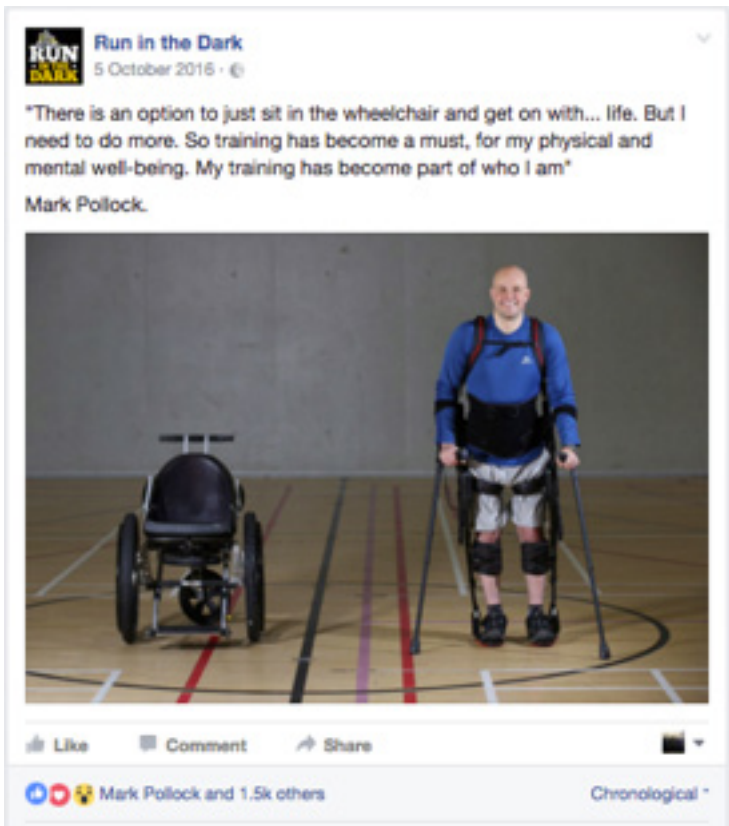 RUN
IN THE
DARK
Run in the Dark
5 October 2016 ·
"There is an option to just sit in the wheelchair and get on with... life. But I
need to do more. So training has become a must, for my physical and
mental well-being. My training has become part of who I am"
Mark Pollock.
Like Comment Share
Mark Pollock and 1.5k others Chronological